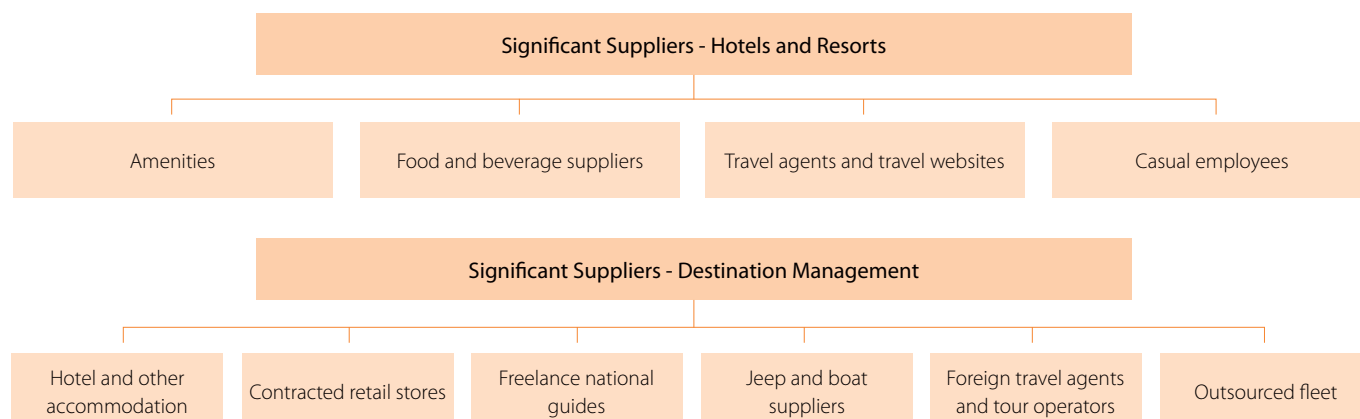 Significant Suppliers - Hotels and Resorts
Amenities
Food and beverage suppliers
Travel agents and travel websites
Casual employees
Significant Suppliers - Destination Management
Hotel and other
accommodation
Contracted retail stores
Freelance national
guides
Jeep and boat
suppliers
Foreign travel agents
and tour operators
Outsourced fleet